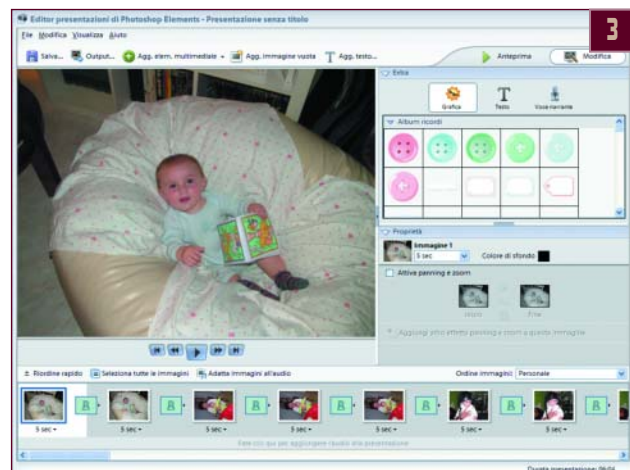 Editor presentazioni di Photoshop Elements - Presentazione senza titolo
3
File Modifica Visualizza Aiuto
Salva... Output... Agg. elem. multimediale Agg. immagine vuota Agg. testo... Anteprima Modifica
Extra
Grafica Testo Voce narrante
Album ricordi
Proprietà
Immagine 1
5 sec Colore di sfondo
Attiva panning e zoom
Inizio Fine
Aggiungi altro effetto panning e zoom a questa immagine
Riordine rapido Seleziona tutte le immagini Adatta immagini all'audio Ordine immagini: Personale
5 sec 5 sec 5 sec 5 sec 5 sec 5 sec 5 sec
Fare clic qui per aggiungere l'audio alla presentazione
Durata presentazione: